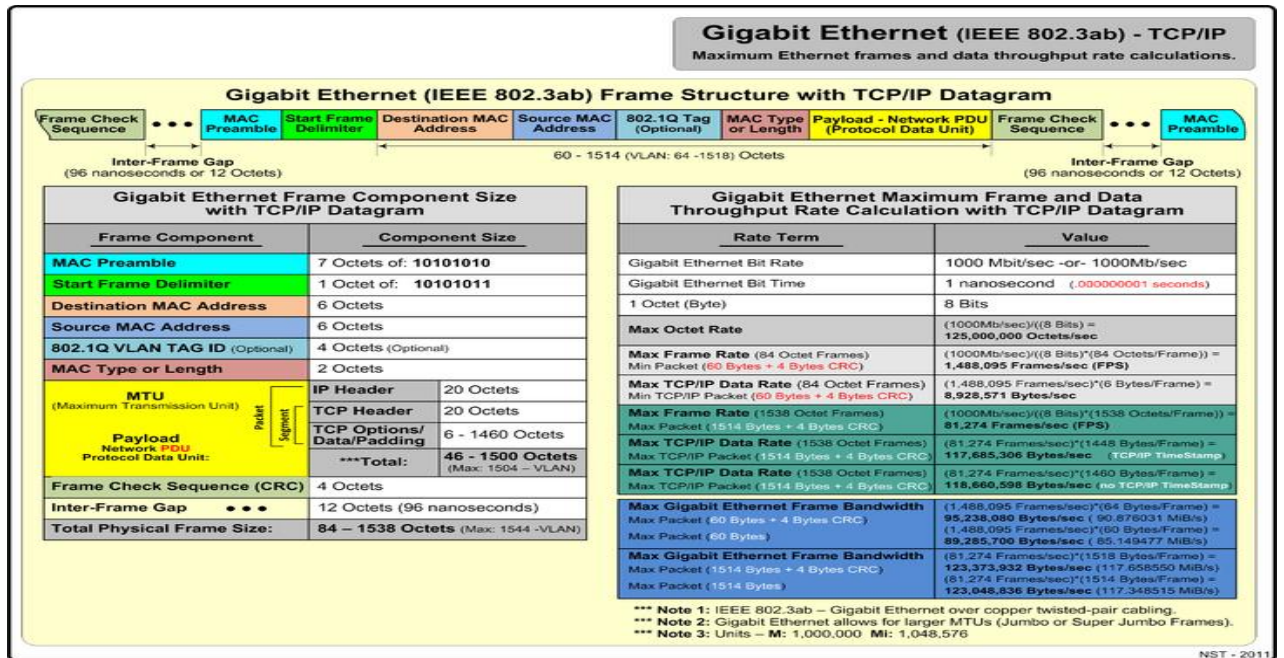 Gigabit Ethernet (IEEE 802.3ab) - TCP/IP
Maximum Ethernet frames and data throughput rate calculations.
Gigabit Ethernet (IEEE 802.3ab) Frame Structure with TCP/IP Datagram
Frame Check Sequence
MAC Preamble
Start Frame Delimiter
Destination MAC Address
Source MAC Address
802.1Q Tag (Optional)
MAC Type or Length
Payload - Network PDU (Protocol Data Unit)
Frame Check Sequence
MAC Preamble
Inter-Frame Gap
(96 nanoseconds or 12 Octets)
60 - 1514 (VLAN: 64 -1518) Octets
Inter-Frame Gap
(96 nanoseconds or 12 Octets)
Gigabit Ethernet Frame Component Size
with TCP/IP Datagram
Frame Component Component Size
MAC Preamble 7 Octets of: 10101010
Start Frame Delimiter 1 Octet of: 10101011
Destination MAC Address 6 Octets
Source MAC Address 6 Octets
802.1Q VLAN TAG ID (Optional) 4 Octets (Optional)
MAC Type or Length 2 Octets
MTU
(Maximum Transmission Unit)
Payload
Network PDU
Protocol Data Unit:
Packet
Segment
IP Header 20 Octets
TCP Header 20 Octets
TCP Options/
Data/Padding 6 - 1460 Octets
***Total: 46 - 1500 Octets
(Max: 1504 – VLAN)
Frame Check Sequence (CRC) 4 Octets
Inter-Frame Gap ● ● ● 12 Octets (96 nanoseconds)
Total Physical Frame Size: 84 – 1538 Octets (Max: 1544 -VLAN)
Gigabit Ethernet Maximum Frame and Data
Throughput Rate Calculation with TCP/IP Datagram
Rate Term Value
Gigabit Ethernet Bit Rate 1000 Mbit/sec -or- 1000Mb/sec
Gigabit Ethernet Bit Time 1 nanosecond (.000000001 seconds)
1 Octet (Byte) 8 Bits
Max Octet Rate (1000Mb/sec)/((8 Bits) =
125,000,000 Octets/sec
Max Frame Rate (84 Octet Frames) (1000Mb/sec)/((8 Bits)*(84 Octets/Frame)) =
Min Packet (60 Bytes + 4 Bytes CRC) 1,488,095 Frames/sec (FPS)
Max TCP/IP Data Rate (84 Octet Frames) (1,488,095 Frames/sec)*(6 Bytes/Frame) =
Min TCP/IP Packet (60 Bytes + 4 Bytes CRC) 8,928,571 Bytes/sec
Max Frame Rate (1538 Octet Frames) (1000Mb/sec)/((8 Bits)*(1538 Octets/Frame)) =
Max Packet (1514 Bytes + 4 Bytes CRC) 81,274 Frames/sec (FPS)
Max TCP/IP Data Rate (1538 Octet Frames) (81,274 Frames/sec)*(1448 Bytes/Frame) =
Max TCP/IP Packet (1514 Bytes + 4 Bytes CRC) 117,685,306 Bytes/sec (TCP/IP TimeStamp)
Max TCP/IP Data Rate (1538 Octet Frames) (81,274 Frames/sec)*(1460 Bytes/Frame) =
Max TCP/IP Packet (1514 Bytes + 4 Bytes CRC) 118,660,598 Bytes/sec (no TCP/IP TimeStamp)
Max Gigabit Ethernet Frame Bandwidth (1,488,095 Frames/sec)*(64 Bytes/Frame) =
Max Packet (60 Bytes + 4 Bytes CRC) 95,238,080 Bytes/sec ( 90.876031 MiB/s)
(1,488,095 Frames/sec)*(60 Bytes/Frame) =
Max Packet (60 Bytes) 89,285,700 Bytes/sec ( 85.149477 MiB/s)
Max Gigabit Ethernet Frame Bandwidth (81,274 Frames/sec)*(1518 Bytes/Frame) =
Max Packet (1514 Bytes + 4 Bytes CRC) 123,373,932 Bytes/sec (117.658550 MiB/s)
(81,274 Frames/sec)*(1514 Bytes/Frame) =
Max Packet (1514 Bytes) 123,048,836 Bytes/sec (117.348515 MiB/s)
*** Note 1: IEEE 802.3ab – Gigabit Ethernet over copper twisted-pair cabling.
*** Note 2: Gigabit Ethernet allows for larger MTUs (Jumbo or Super Jumbo Frames).
*** Note 3: Units – M: 1,000,000 Mi: 1,048,576
NST - 2011